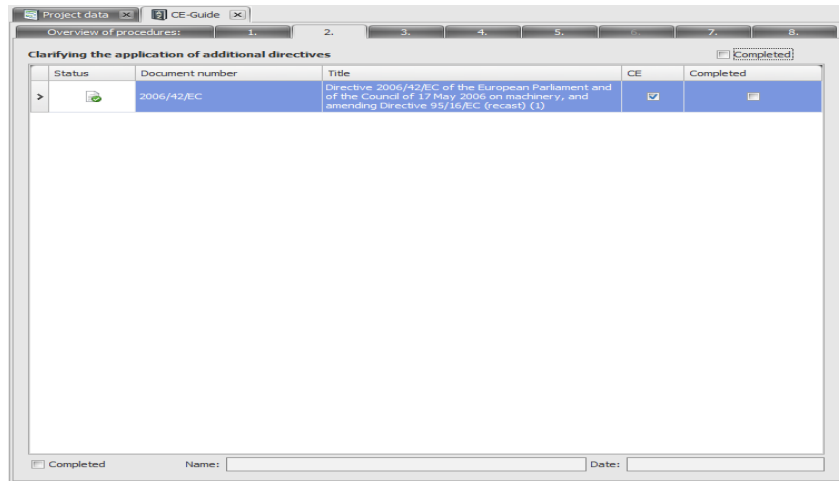 Project data CE-Guide
Overview of procedures: 1. 2. 3. 4. 5. 6. 7. 8.
Clarifying the application of additional directives Completed
Status Document number Title CE Completed
2006/42/EC
Directive 2006/42/EC of the European Parliament and
of the Council of 17 May 2006 on machinery, and
amending Directive 95/16/EC (recast) (1)
Completed Name: Date: